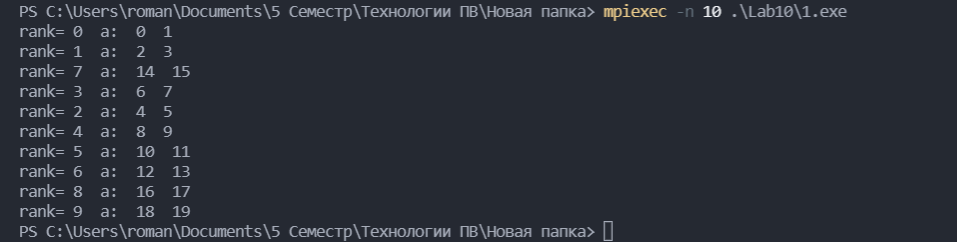 PS C:\Users\roman\Documents\5 Семестр\Технологии ПВ\Новая папка> mpiexec -n 10 .\Lab10\1.exe
rank= 0  a:  0  1
rank= 1  a:  2  3
rank= 7  a:  14  15
rank= 3  a:  6  7
rank= 2  a:  4  5
rank= 4  a:  8  9
rank= 5  a:  10  11
rank= 6  a:  12  13
rank= 8  a:  16  17
rank= 9  a:  18  19
PS C:\Users\roman\Documents\5 Семестр\Технологии ПВ\Новая папка>